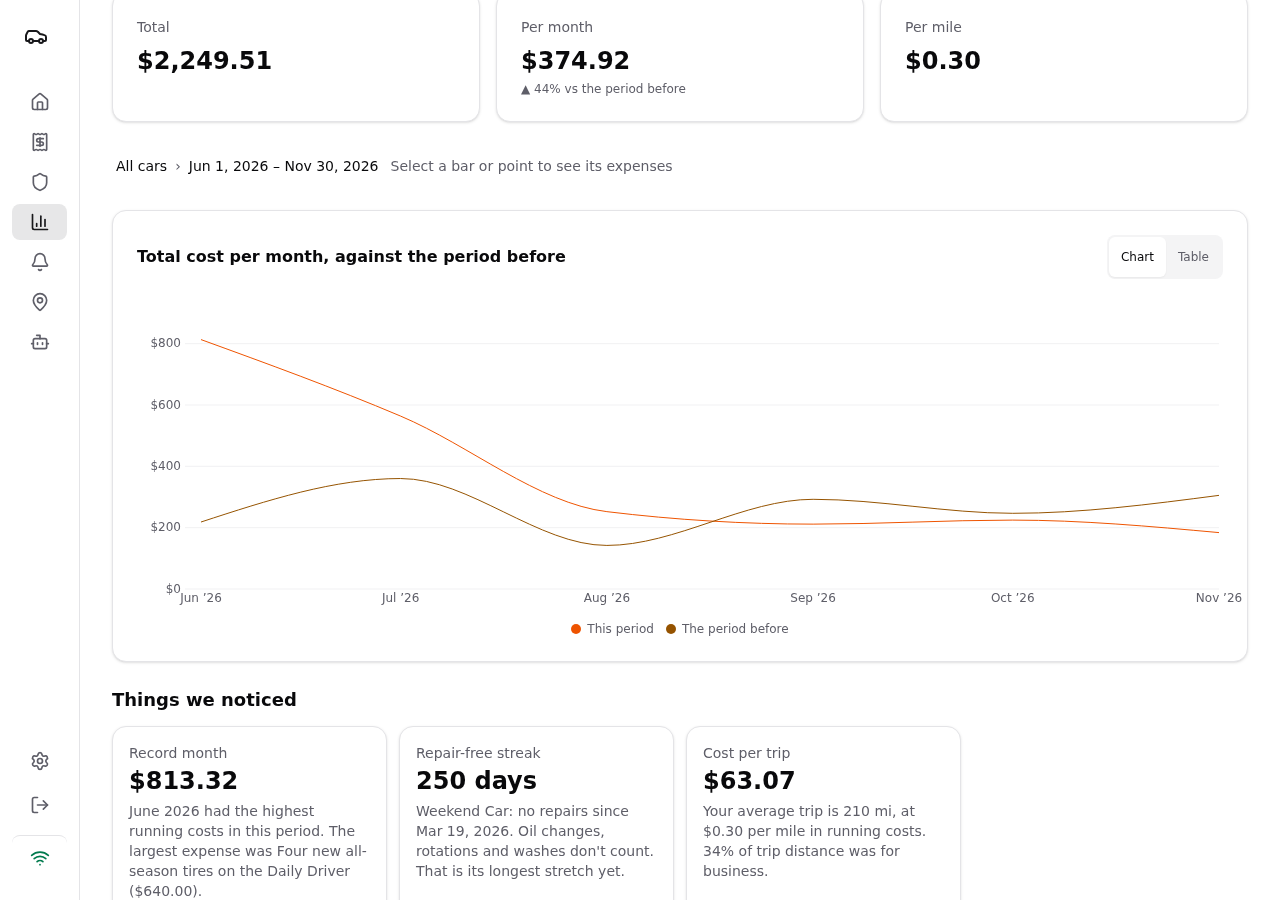 Total
$2,249.51
Per month
$374.92
▲ 44% vs the period before
Per mile
$0.30
All cars › Jun 1, 2026 – Nov 30, 2026 Select a bar or point to see its expenses
Total cost per month, against the period before
Chart Table
$800
$600
$400
$200
$0
Jun ’26 Jul ’26 Aug ’26 Sep ’26 Oct ’26 Nov ’26
This period The period before
Things we noticed
Record month
$813.32
June 2026 had the highest
running costs in this period. The
largest expense was Four new all-
season tires on the Daily Driver
($640.00).
Repair-free streak
250 days
Weekend Car: no repairs since
Mar 19, 2026. Oil changes,
rotations and washes don't count.
That is its longest stretch yet.
Cost per trip
$63.07
Your average trip is 210 mi, at
$0.30 per mile in running costs.
34% of trip distance was for
business.